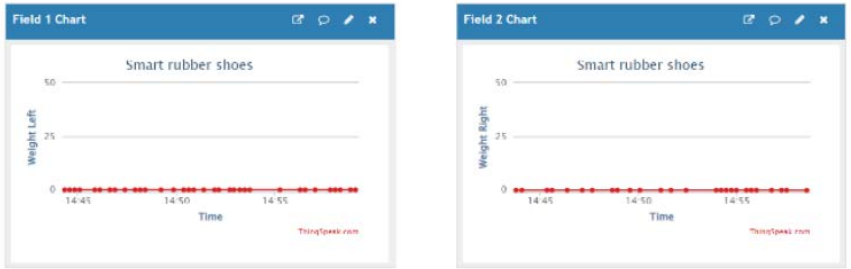 Field 1 Chart
Smart rubber shoes
50
25
0
Weight Left
14:45 14:50 14:55
Time
ThingSpeak.com
Field 2 Chart
Smart rubber shoes
50
25
0
Weight Right
14:45 14:50 14:55
Time
ThingSpeak.com